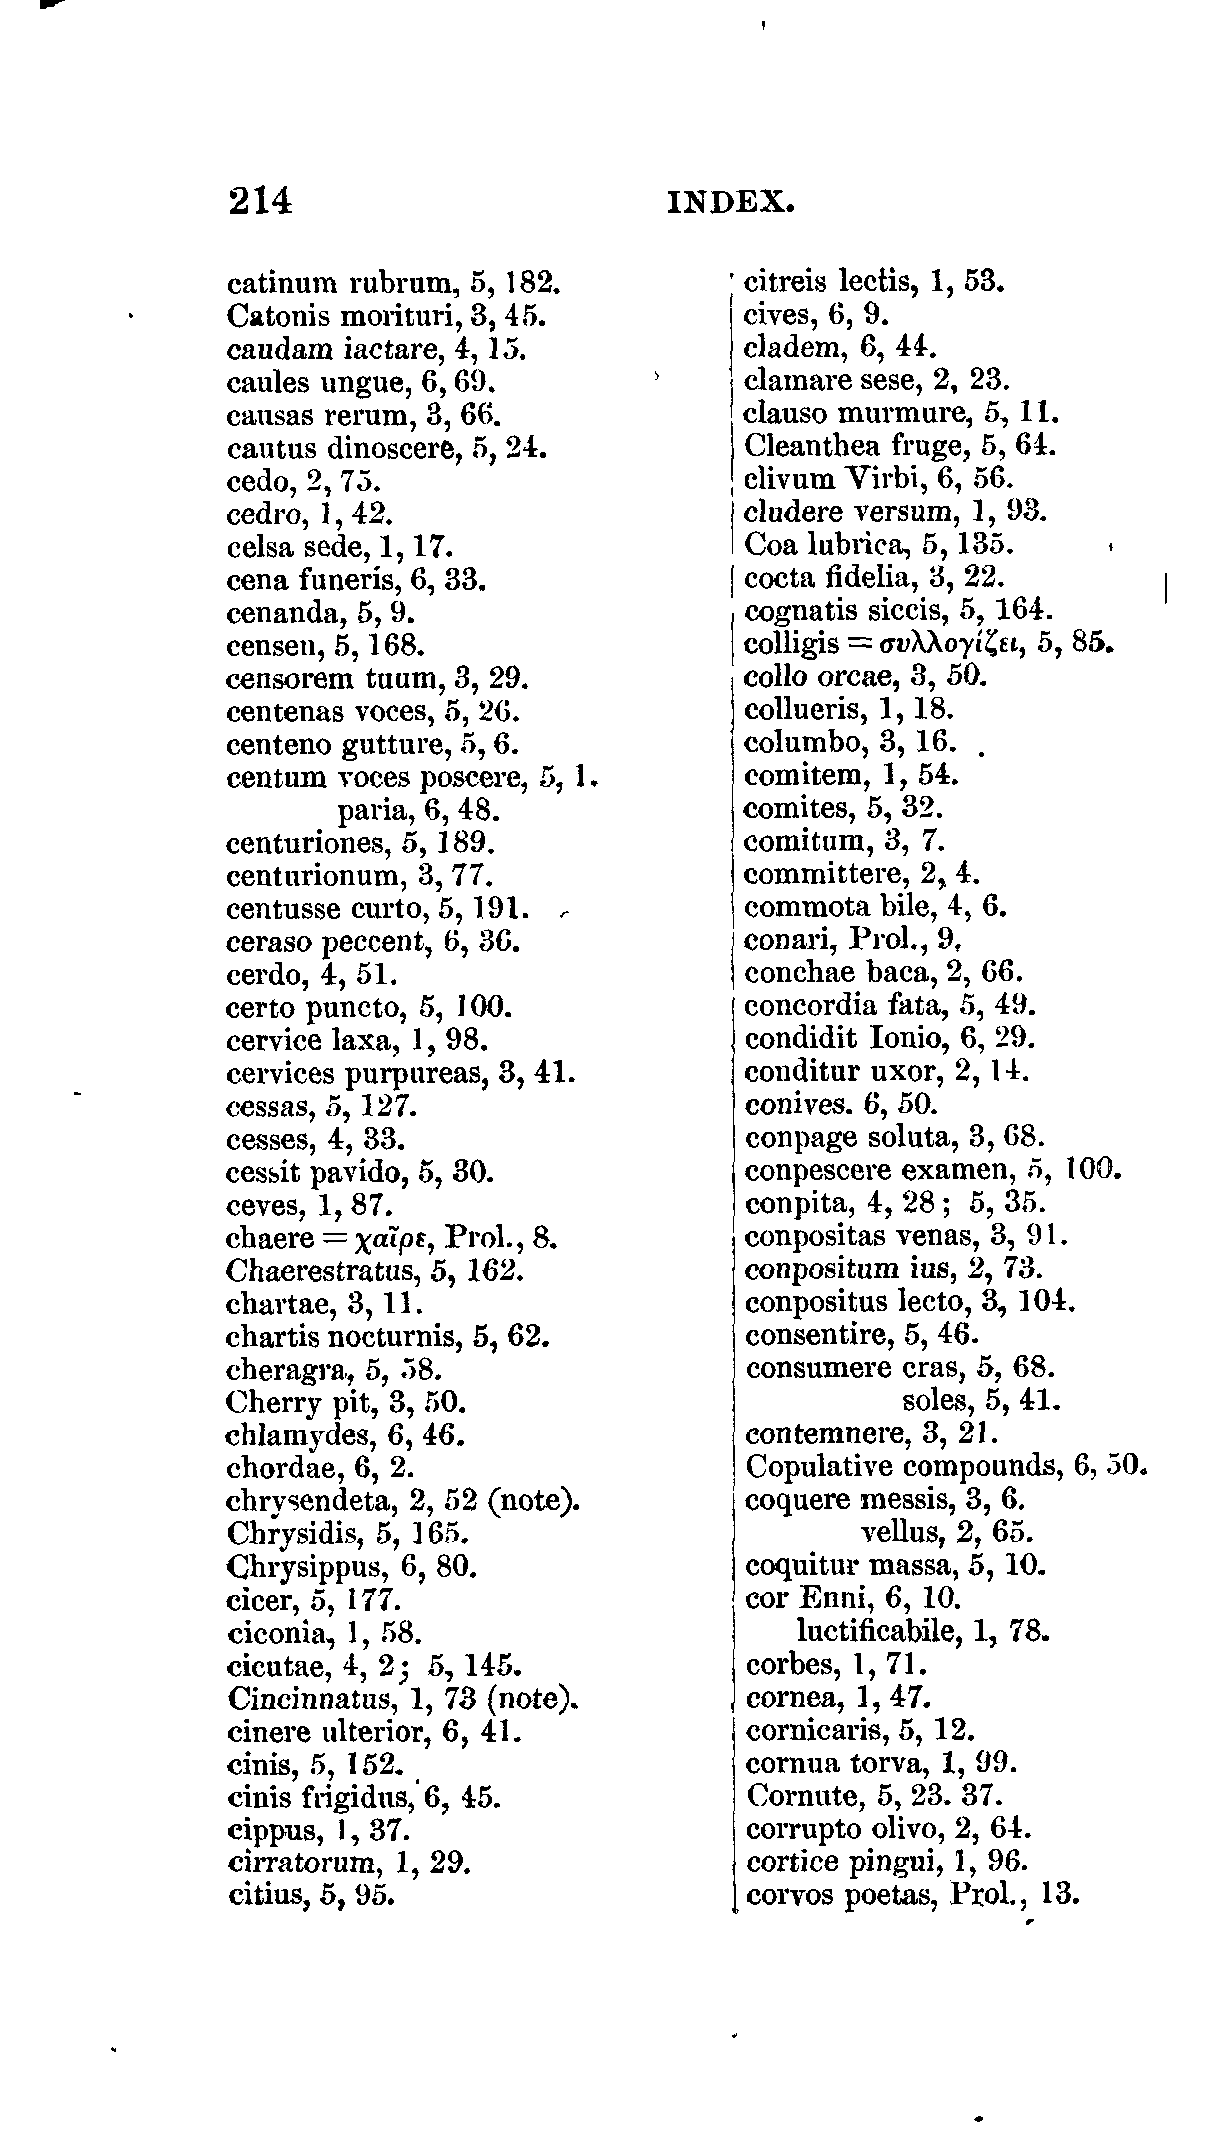 214
INDEX.
catinum rubrum, 5, 182.
Catonis morituri, 3, 45.
caudam iactare, 4, 15.
caules ungue, 6, 69.
causas rerum, 3, 66.
cautus dinoscere, 5, 24.
cedo, 2, 75.
cedro, 1, 42.
celsa sede, 1, 17.
cena funeris, 6, 33.
cenanda, 5, 9.
censen, 5, 168.
censorem tuum, 3, 29.
centenas voces, 5, 26.
centeno gutture, 5, 6.
centum voces poscere, 5, 1.
paria, 6, 48.
centuriones, 5, 189.
centurionum, 3, 77.
centusse curto, 5, 191.
ceraso peccent, 6, 36.
cerdo, 4, 51.
certo puncto, 5, 100.
cervice laxa, 1, 98.
cervices purpureas, 3, 41.
cessas, 5, 127.
cesses, 4, 33.
cessit pavido, 5, 30.
ceves, 1, 87.
chaere = χαῖρε, Prol., 8.
Chaerestratus, 5, 162.
chartae, 3, 11.
chartis nocturnis, 5, 62.
cheragra, 5, 58.
Cherry pit, 3, 50.
chlamydes, 6, 46.
chordae, 6, 2.
chrysendeta, 2, 52 (note).
Chrysidis, 5, 165.
Chrysippus, 6, 80.
cicer, 5, 177.
ciconia, 1, 58.
cicutae, 4, 2; 5, 145.
Cincinnatus, 1, 73 (note).
cinere ulterior, 6, 41.
cinis, 5, 152.
cinis frigidus, 6, 45.
cippus, 1, 37.
cirratorum, 1, 29.
citius, 5, 95.
citreis lectis, 1, 53.
cives, 6, 9.
cladem, 6, 44.
clamare sese, 2, 23.
clauso murmure, 5, 11.
Cleanthea fruge, 5, 64.
clivum Virbi, 6, 56.
cludere versum, 1, 93.
Coa lubrica, 5, 135.
cocta fidelia, 3, 22.
cognatis siccis, 5, 164.
colligis = συλλογίζει, 5, 85.
collo orcae, 3, 50.
collueris, 1, 18.
columbo, 3, 16.
comitem, 1, 54.
comites, 5, 32.
comitum, 3, 7.
committere, 2, 4.
commota bile, 4, 6.
conari, Prol., 9.
conchae baca, 2, 66.
concordia fata, 5, 49.
condidit Ionio, 6, 29.
conditur uxor, 2, 14.
conives. 6, 50.
conpage soluta, 3, 68.
conpescere examen, 5, 100.
conpita, 4, 28; 5, 35.
conpositas venas, 3, 91.
conpositum ius, 2, 73.
conpositus lecto, 3, 104.
consentire, 5, 46.
consumere cras, 5, 68.
soles, 5, 41.
contemnere, 3, 21.
Copulative compounds, 6, 50.
coquere messis, 3, 6.
vellus, 2, 65.
coquitur massa, 5, 10.
cor Enni, 6, 10.
luctificabile, 1, 78.
corbes, 1, 71.
cornea, 1, 47.
cornicaris, 5, 12.
cornua torva, 1, 99.
Cornute, 5, 23. 37.
corrupto olivo, 2, 64.
cortice pingui, 1, 96.
corvos poetas, Prol., 13.